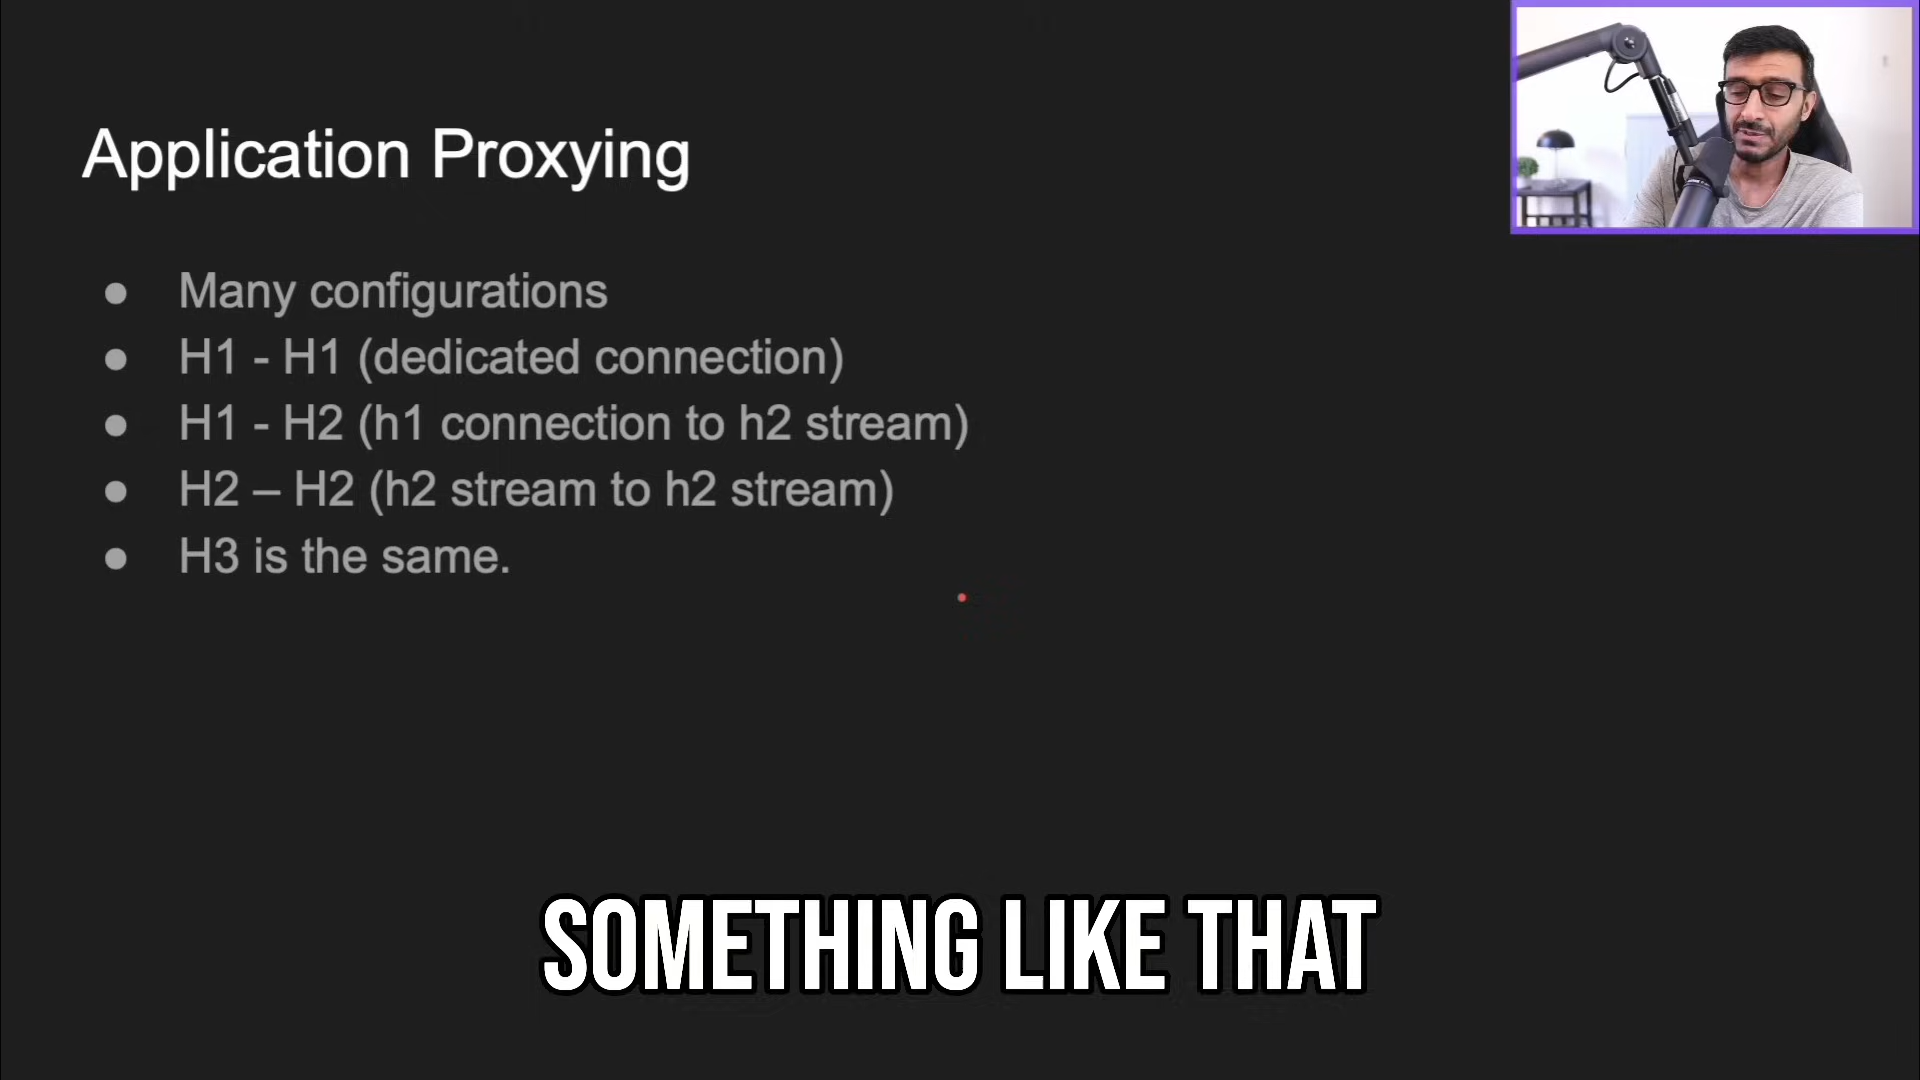 Application Proxying
● Many configurations
● H1 - H1 (dedicated connection)
● H1 - H2 (h1 connection to h2 stream)
● H2 – H2 (h2 stream to h2 stream)
● H3 is the same.
SOMETHING LIKE THAT